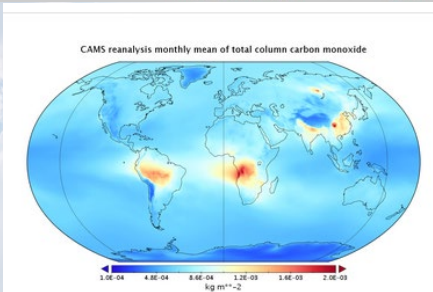 CAMS reanalysis monthly mean of total column carbon monoxide
1.0E-04 4.8E-04 8.6E-04 1.2E-03 1.6E-03 2.0E-03
kg m**-2